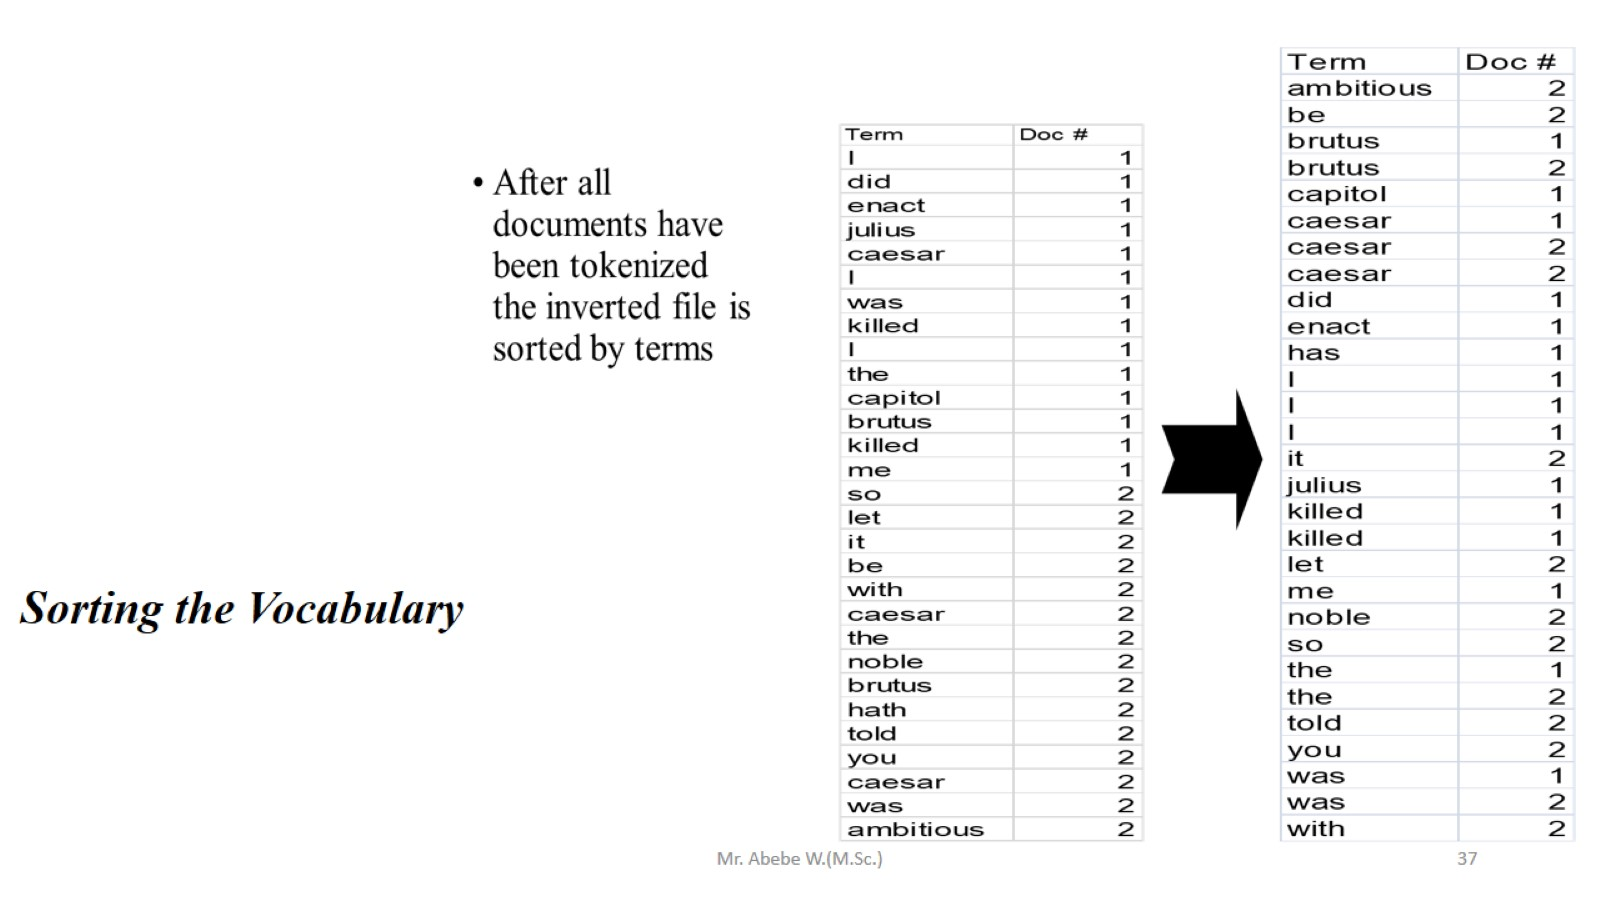 • After all
documents have
been tokenized
the inverted file is
sorted by terms
Sorting the Vocabulary
Term Doc #
I 1
did 1
enact 1
julius 1
caesar 1
I 1
was 1
killed 1
I 1
the 1
capitol 1
brutus 1
killed 1
me 1
so 2
let 2
it 2
be 2
with 2
caesar 2
the 2
noble 2
brutus 2
hath 2
told 2
you 2
caesar 2
was 2
ambitious 2
Term Doc #
ambitious 2
be 2
brutus 1
brutus 2
capitol 1
caesar 1
caesar 2
caesar 2
did 1
enact 1
has 1
I 1
I 1
I 1
it 2
julius 1
killed 1
killed 1
let 2
me 1
noble 2
so 2
the 1
the 2
told 2
you 2
was 1
was 2
with 2
Mr. Abebe W.(M.Sc.)
37